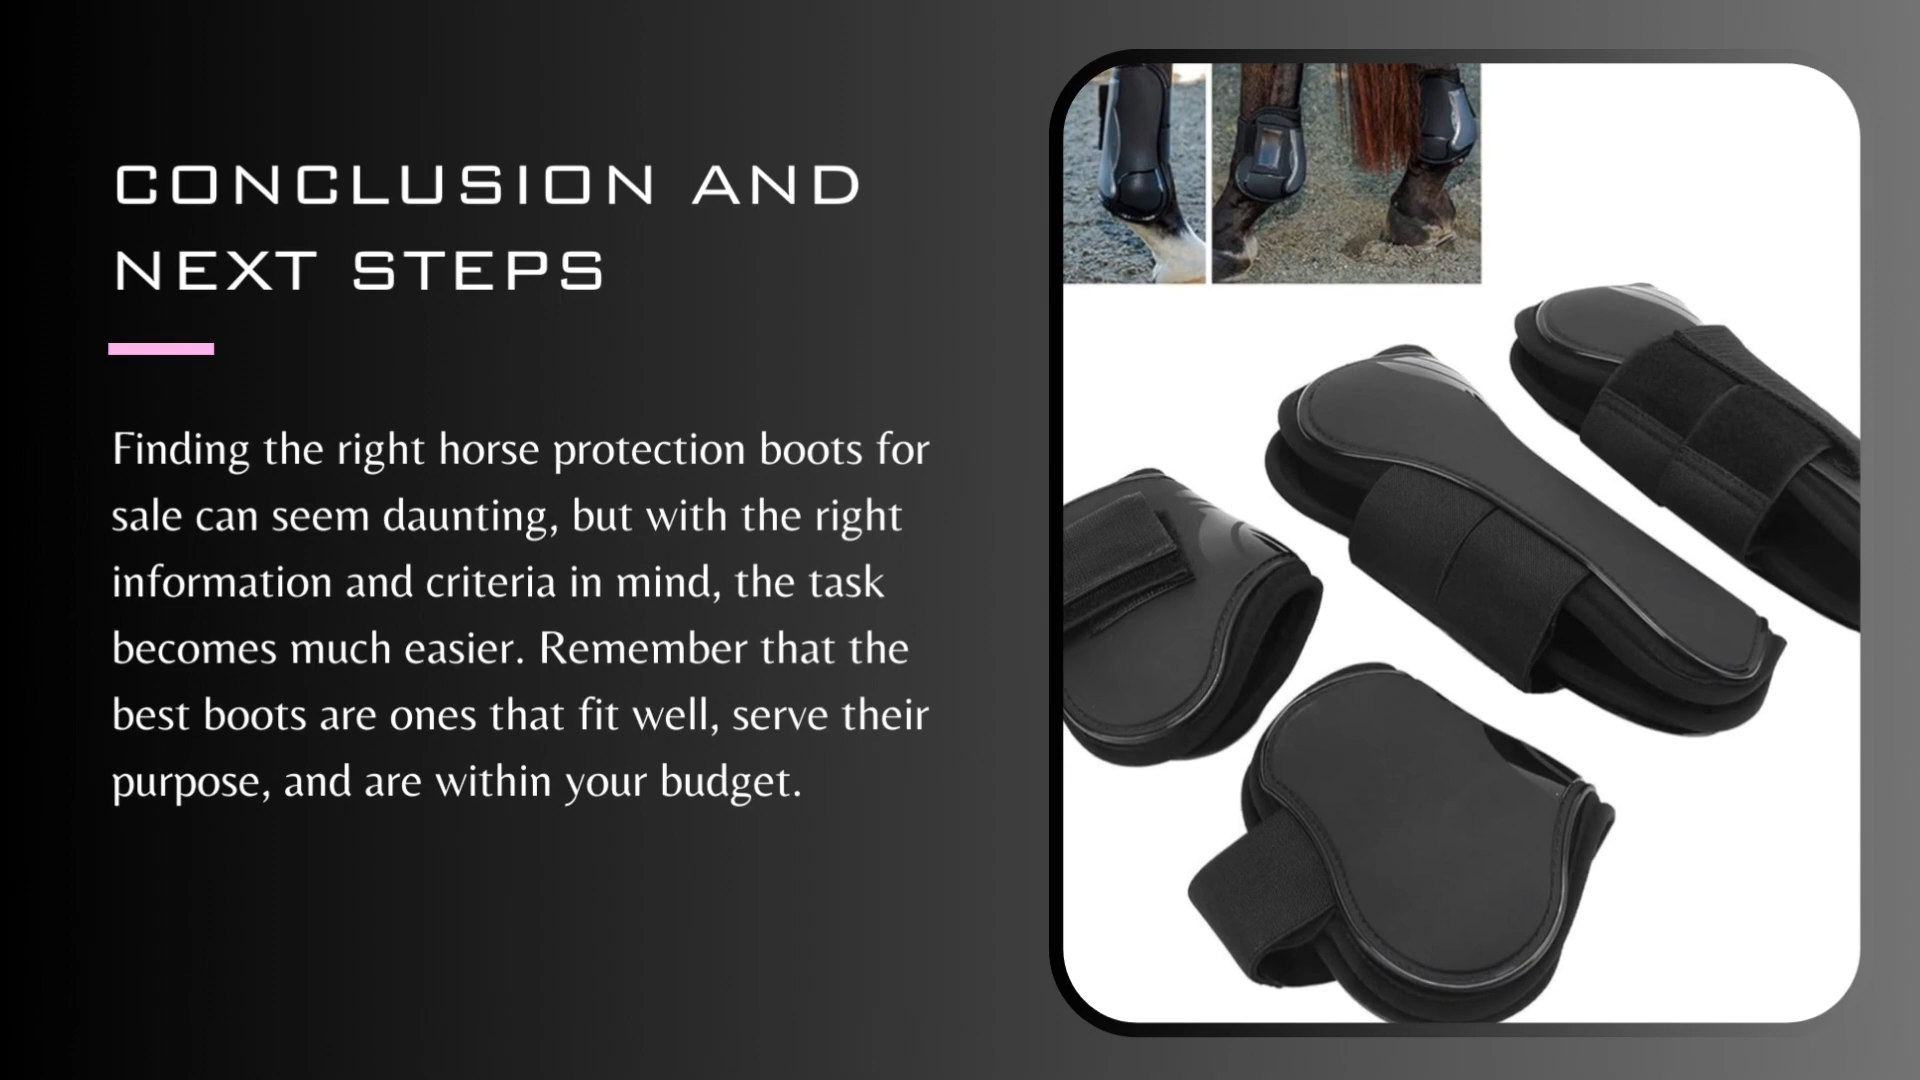 CONCLUSION AND
NEXT STEPS
Finding the right horse protection boots for
sale can seem daunting, but with the right
information and criteria in mind, the task
becomes much easier. Remember that the
best boots are ones that fit well, serve their
purpose, and are within your budget.